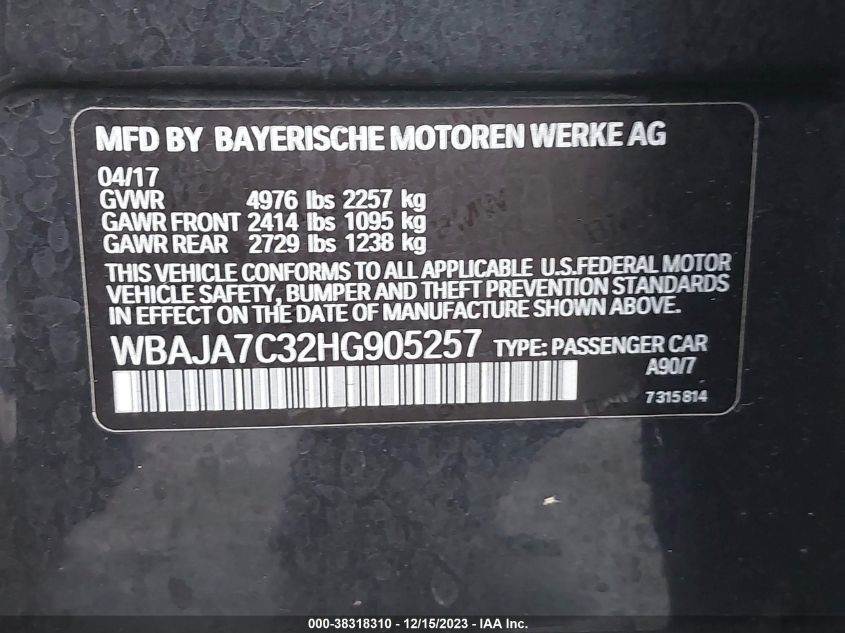 MFD BY BAYERISCHE MOTOREN WERKE AG
04/17
GVWR 4976 lbs 2257 kg
GAWR FRONT 2414 lbs 1095 kg
GAWR REAR 2729 lbs 1238 kg
THIS VEHICLE CONFORMS TO ALL APPLICABLE U.S.FEDERAL MOTOR
VEHICLE SAFETY, BUMPER AND THEFT PREVENTION STANDARDS
IN EFFECT ON THE DATE OF MANUFACTURE SHOWN ABOVE.
WBAJA7C32HG905257 TYPE: PASSENGER CAR
A90/7
7315814
000-38318310 - 12/15/2023 - IAA Inc.